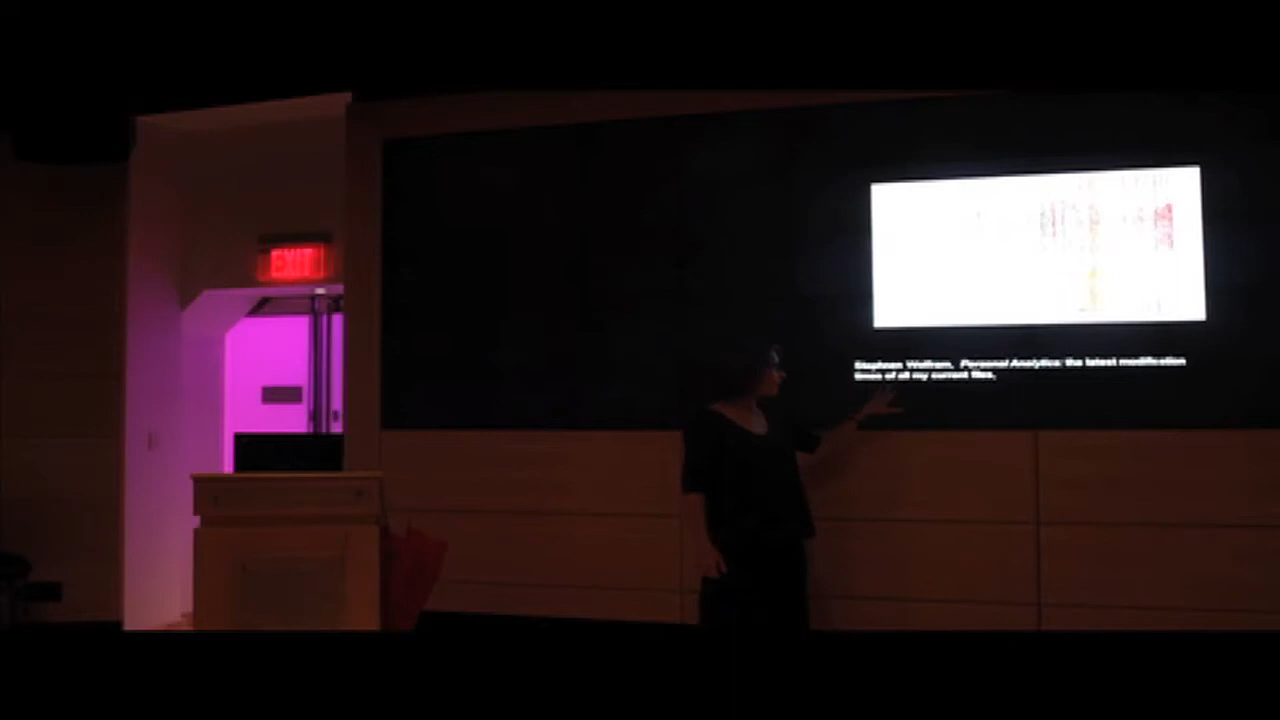 EXIT
Stephen Wolfram, Personal Analytics: the latest modification
times of all my current files.